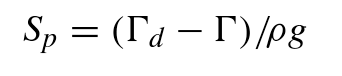 S_p = (Γ_d − Γ)/ρg